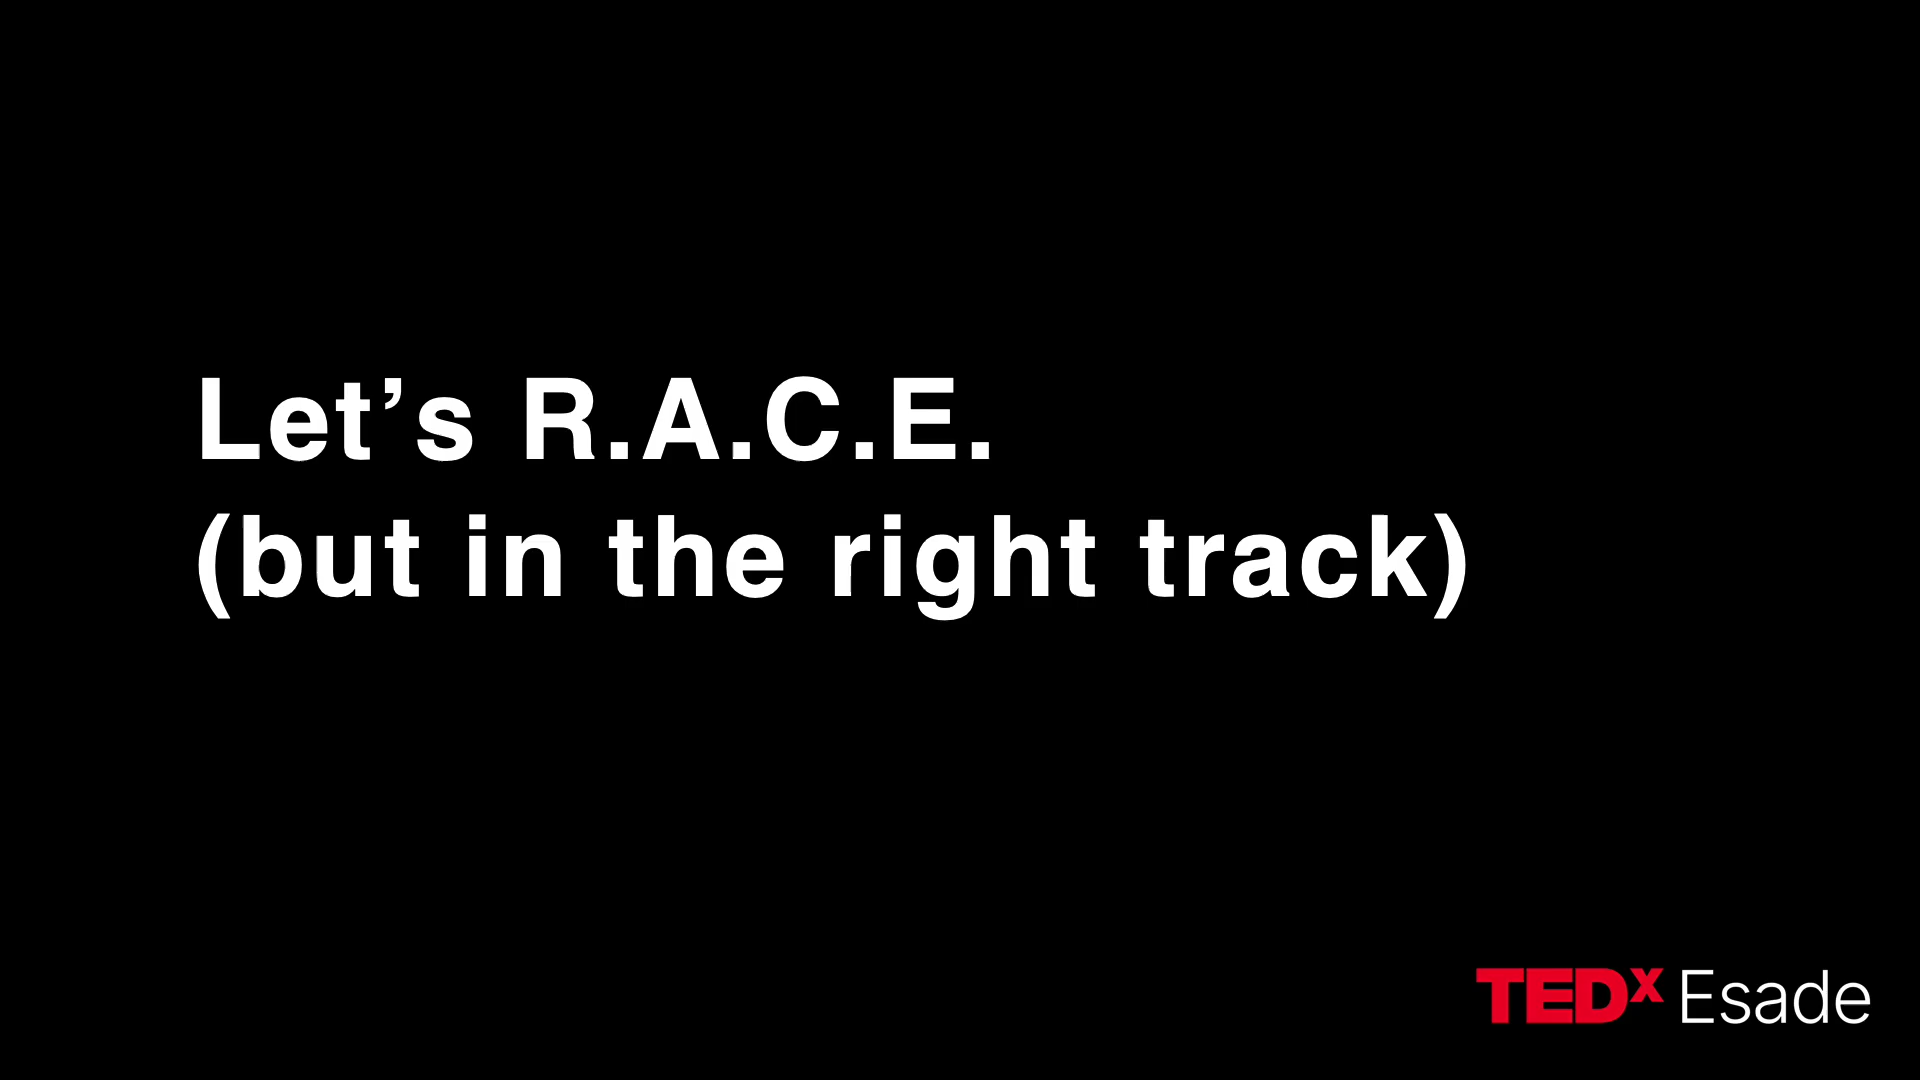 Let’s R.A.C.E.
(but in the right track)
TEDx Esade